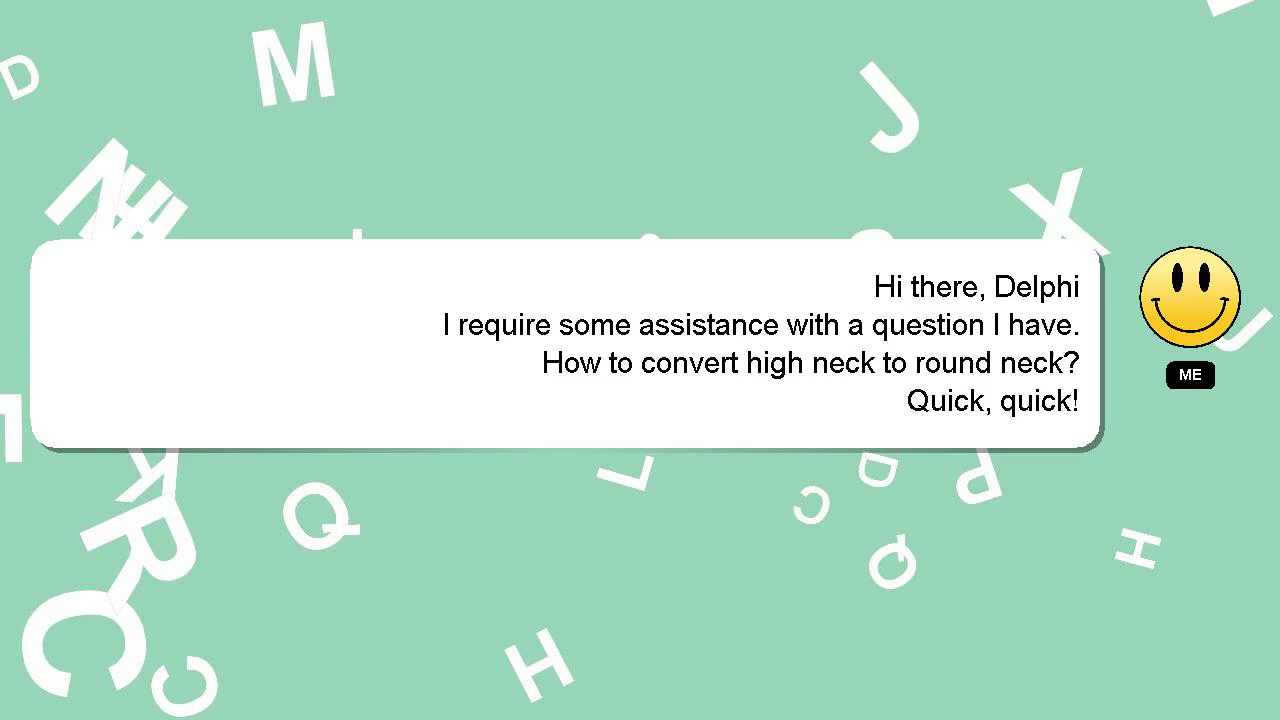 Hi there, Delphi
I require some assistance with a question I have.
How to convert high neck to round neck?
Quick, quick!
ME
M
D
J
N
H
X
J
R
Q
L
C
D
P
Q
H
C
C
H